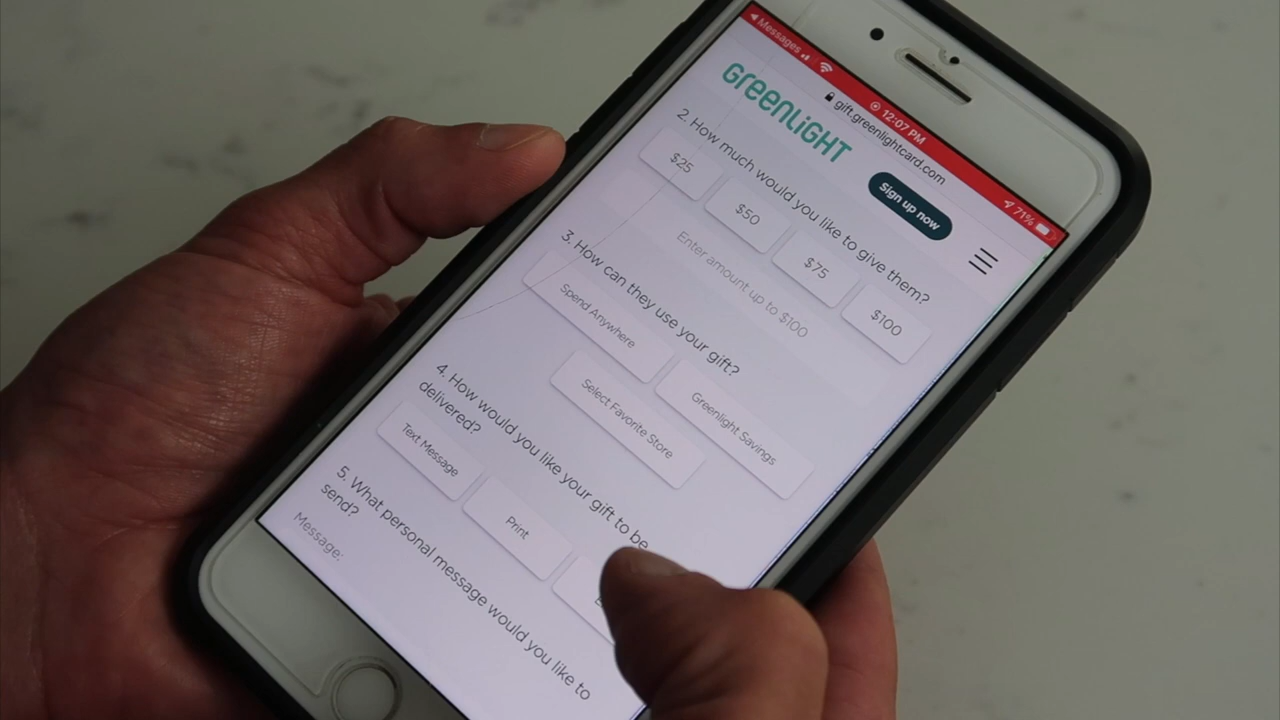 Messages
12:07 PM
71%
gift.greenlightcard.com
GreenLiGHT
Sign up now
2. How much would you like to give them?
$25
$50
$75
$100
Enter amount up to $100
3. How can they use your gift?
Spend Anywhere
Greenlight Savings
Select Favorite Store
4. How would you like your gift to be
delivered?
Text Message
Print
5. What personal message would you like to
send?
Message: